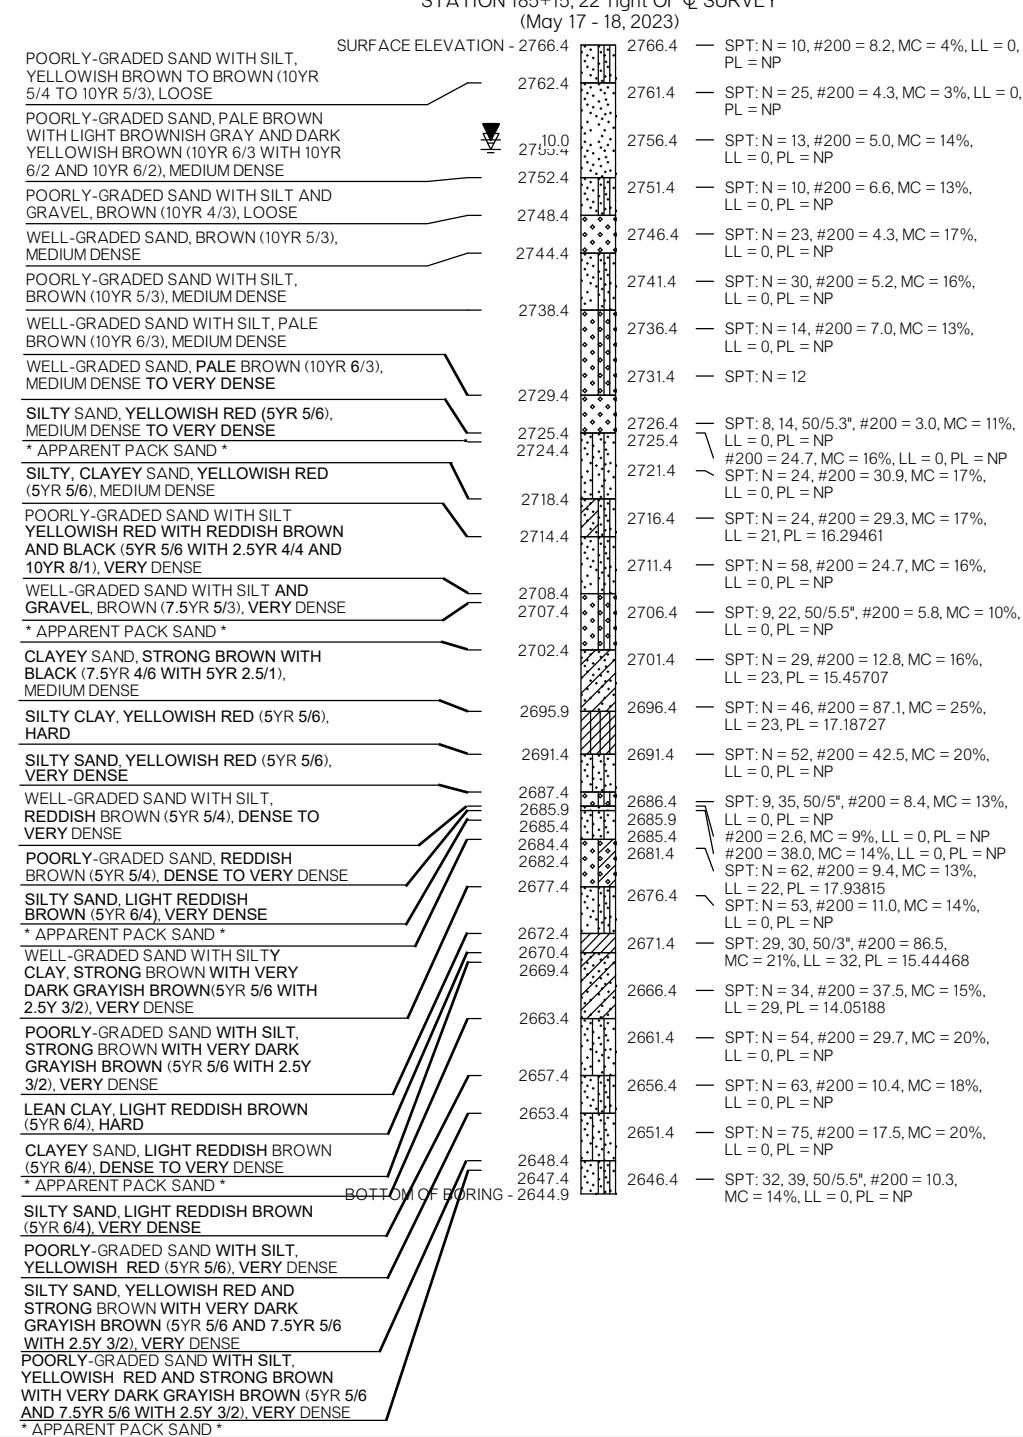 STATION 185+15, 22' right OF ℄ SURVEY
(May 17 - 18, 2023)
SURFACE ELEVATION - 2766.4
POORLY-GRADED SAND WITH SILT,
YELLOWISH BROWN TO BROWN (10YR
5/4 TO 10YR 5/3), LOOSE
POORLY-GRADED SAND, PALE BROWN
WITH LIGHT BROWNISH GRAY AND DARK
YELLOWISH BROWN (10YR 6/3 WITH 10YR
6/2 AND 10YR 6/2), MEDIUM DENSE
POORLY-GRADED SAND WITH SILT AND
GRAVEL, BROWN (10YR 4/3), LOOSE
WELL-GRADED SAND, BROWN (10YR 5/3),
MEDIUM DENSE
POORLY-GRADED SAND WITH SILT,
BROWN (10YR 5/3), MEDIUM DENSE
WELL-GRADED SAND WITH SILT, PALE
BROWN (10YR 6/3), MEDIUM DENSE
WELL-GRADED SAND, PALE BROWN (10YR 6/3),
MEDIUM DENSE TO VERY DENSE
SILTY SAND, YELLOWISH RED (5YR 5/6),
MEDIUM DENSE TO VERY DENSE
* APPARENT PACK SAND *
SILTY, CLAYEY SAND, YELLOWISH RED
(5YR 5/6), MEDIUM DENSE
POORLY-GRADED SAND WITH SILT
YELLOWISH RED WITH REDDISH BROWN
AND BLACK (5YR 5/6 WITH 2.5YR 4/4 AND
10YR 8/1), VERY DENSE
WELL-GRADED SAND WITH SILT AND
GRAVEL, BROWN (7.5YR 5/3), VERY DENSE
* APPARENT PACK SAND *
CLAYEY SAND, STRONG BROWN WITH
BLACK (7.5YR 4/6 WITH 5YR 2.5/1),
MEDIUM DENSE
SILTY CLAY, YELLOWISH RED (5YR 5/6),
HARD
SILTY SAND, YELLOWISH RED (5YR 5/6),
VERY DENSE
WELL-GRADED SAND WITH SILT,
REDDISH BROWN (5YR 5/4), DENSE TO
VERY DENSE
POORLY-GRADED SAND, REDDISH
BROWN (5YR 5/4), DENSE TO VERY DENSE
SILTY SAND, LIGHT REDDISH
BROWN (5YR 6/4), VERY DENSE
* APPARENT PACK SAND *
WELL-GRADED SAND WITH SILTY
CLAY, STRONG BROWN WITH VERY
DARK GRAYISH BROWN(5YR 5/6 WITH
2.5Y 3/2), VERY DENSE
POORLY-GRADED SAND WITH SILT,
STRONG BROWN WITH VERY DARK
GRAYISH BROWN (5YR 5/6 WITH 2.5Y
3/2), VERY DENSE
LEAN CLAY, LIGHT REDDISH BROWN
(5YR 6/4), HARD
CLAYEY SAND, LIGHT REDDISH BROWN
(5YR 6/4), DENSE TO VERY DENSE
* APPARENT PACK SAND *
SILTY SAND, LIGHT REDDISH BROWN
(5YR 6/4), VERY DENSE
POORLY-GRADED SAND WITH SILT,
YELLOWISH RED (5YR 5/6), VERY DENSE
SILTY SAND, YELLOWISH RED AND
STRONG BROWN WITH VERY DARK
GRAYISH BROWN (5YR 5/6 AND 7.5YR 5/6
WITH 2.5Y 3/2), VERY DENSE
POORLY-GRADED SAND WITH SILT,
YELLOWISH RED AND STRONG BROWN
WITH VERY DARK GRAYISH BROWN (5YR 5/6
AND 7.5YR 5/6 WITH 2.5Y 3/2), VERY DENSE
* APPARENT PACK SAND *
2762.4
10.0
2752.4
2748.4
2744.4
2738.4
2729.4
2725.4
2724.4
2718.4
2714.4
2708.4
2707.4
2702.4
2695.9
2691.4
2687.4
2685.9
2685.4
2684.4
2682.4
2677.4
2672.4
2670.4
2669.4
2663.4
2657.4
2653.4
2648.4
2647.4
BOTTOM OF BORING - 2644.9
2766.4 — SPT: N = 10, #200 = 8.2, MC = 4%, LL = 0,
PL = NP
2761.4 — SPT: N = 25, #200 = 4.3, MC = 3%, LL = 0,
PL = NP
2756.4 — SPT: N = 13, #200 = 5.0, MC = 14%,
LL = 0, PL = NP
2751.4 — SPT: N = 10, #200 = 6.6, MC = 13%,
LL = 0, PL = NP
2746.4 — SPT: N = 23, #200 = 4.3, MC = 17%,
LL = 0, PL = NP
2741.4 — SPT: N = 30, #200 = 5.2, MC = 16%,
LL = 0, PL = NP
2736.4 — SPT: N = 14, #200 = 7.0, MC = 13%,
LL = 0, PL = NP
2731.4 — SPT: N = 12
2726.4 — SPT: 8, 14, 50/5.3", #200 = 3.0, MC = 11%,
LL = 0, PL = NP
2725.4 #200 = 24.7, MC = 16%, LL = 0, PL = NP
2721.4 SPT: N = 24, #200 = 30.9, MC = 17%,
LL = 0, PL = NP
2716.4 — SPT: N = 24, #200 = 29.3, MC = 17%,
LL = 21, PL = 16.29461
2711.4 — SPT: N = 58, #200 = 24.7, MC = 16%,
LL = 0, PL = NP
2706.4 — SPT: 9, 22, 50/5.5", #200 = 5.8, MC = 10%,
LL = 0, PL = NP
2701.4 — SPT: N = 29, #200 = 12.8, MC = 16%,
LL = 23, PL = 15.45707
2696.4 — SPT: N = 46, #200 = 87.1, MC = 25%,
LL = 23, PL = 17.18727
2691.4 — SPT: N = 52, #200 = 42.5, MC = 20%,
LL = 0, PL = NP
2686.4 SPT: 9, 35, 50/5", #200 = 8.4, MC = 13%,
LL = 0, PL = NP
2685.9 #200 = 2.6, MC = 9%, LL = 0, PL = NP
2685.4 #200 = 38.0, MC = 14%, LL = 0, PL = NP
2681.4 SPT: N = 62, #200 = 9.4, MC = 13%,
LL = 22, PL = 17.93815
2676.4 SPT: N = 53, #200 = 11.0, MC = 14%,
LL = 0, PL = NP
2671.4 — SPT: 29, 30, 50/3", #200 = 86.5,
MC = 21%, LL = 32, PL = 15.44468
2666.4 — SPT: N = 34, #200 = 37.5, MC = 15%,
LL = 29, PL = 14.05188
2661.4 — SPT: N = 54, #200 = 29.7, MC = 20%,
LL = 0, PL = NP
2656.4 — SPT: N = 63, #200 = 10.4, MC = 18%,
LL = 0, PL = NP
2651.4 — SPT: N = 75, #200 = 17.5, MC = 20%,
LL = 0, PL = NP
2646.4 — SPT: 32, 39, 50/5.5", #200 = 10.3,
MC = 14%, LL = 0, PL = NP